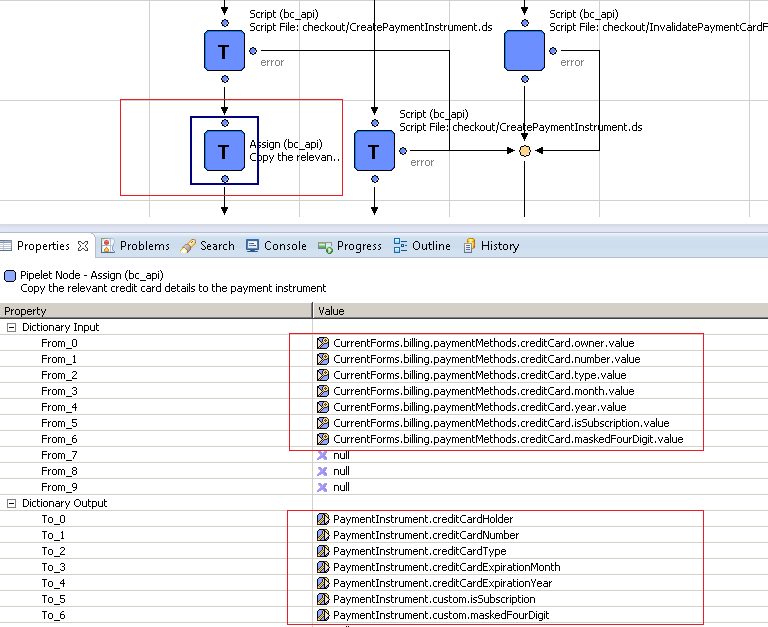 Script (bc_api)
Script File: checkout/CreatePaymentInstrument.ds
T
error
Script (bc_api)
Script File: checkout/InvalidatePaymentCardF
error
Assign (bc_api)
Copy the relevan..
T
Script (bc_api)
Script File: checkout/CreatePaymentInstrument.ds
T
error
Properties
Problems
Search
Console
Progress
Outline
History
Pipelet Node - Assign (bc_api)
Copy the relevant credit card details to the payment instrument
Property Value
Dictionary Input
From_0 CurrentForms.billing.paymentMethods.creditCard.owner.value
From_1 CurrentForms.billing.paymentMethods.creditCard.number.value
From_2 CurrentForms.billing.paymentMethods.creditCard.type.value
From_3 CurrentForms.billing.paymentMethods.creditCard.month.value
From_4 CurrentForms.billing.paymentMethods.creditCard.year.value
From_5 CurrentForms.billing.paymentMethods.creditCard.isSubscription.value
From_6 CurrentForms.billing.paymentMethods.creditCard.maskedFourDigit.value
From_7 null
From_8 null
From_9 null
Dictionary Output
To_0 PaymentInstrument.creditCardHolder
To_1 PaymentInstrument.creditCardNumber
To_2 PaymentInstrument.creditCardType
To_3 PaymentInstrument.creditCardExpirationMonth
To_4 PaymentInstrument.creditCardExpirationYear
To_5 PaymentInstrument.custom.isSubscription
To_6 PaymentInstrument.custom.maskedFourDigit